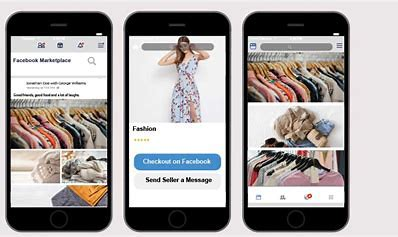 Facebook Marketplace
Jonathan Doe with George Williams
Good friends, good food and a lot of laughs
Fashion
Checkout on Facebook
Send Seller a Message